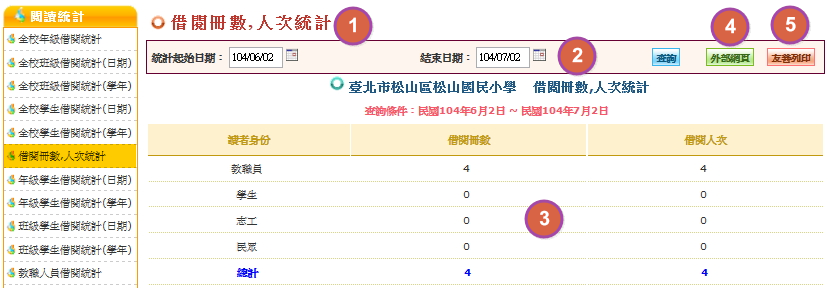 閱讀統計
全校年級借閱統計
全校班級借閱統計(日期)
全校班級借閱統計(學年)
全校學生借閱統計(日期)
全校學生借閱統計(學年)
借閱冊數,人次統計
年級學生借閱統計(日期)
年級學生借閱統計(學年)
班級學生借閱統計(日期)
班級學生借閱統計(學年)
教職人員借閱統計
借閱冊數,人次統計 1
統計起始日期： 104/06/02 結束日期： 104/07/02 2 查詢 4 外部網頁 5 友善列印
臺北市松山區松山國民小學 借閱冊數,人次統計
查詢條件：民國104年6月2日 ~ 民國104年7月2日
讀者身份 借閱冊數 借閱人次
教職員 4 4
學生 0 0
志工 0 0
3
民眾 0 0
總計 4 4